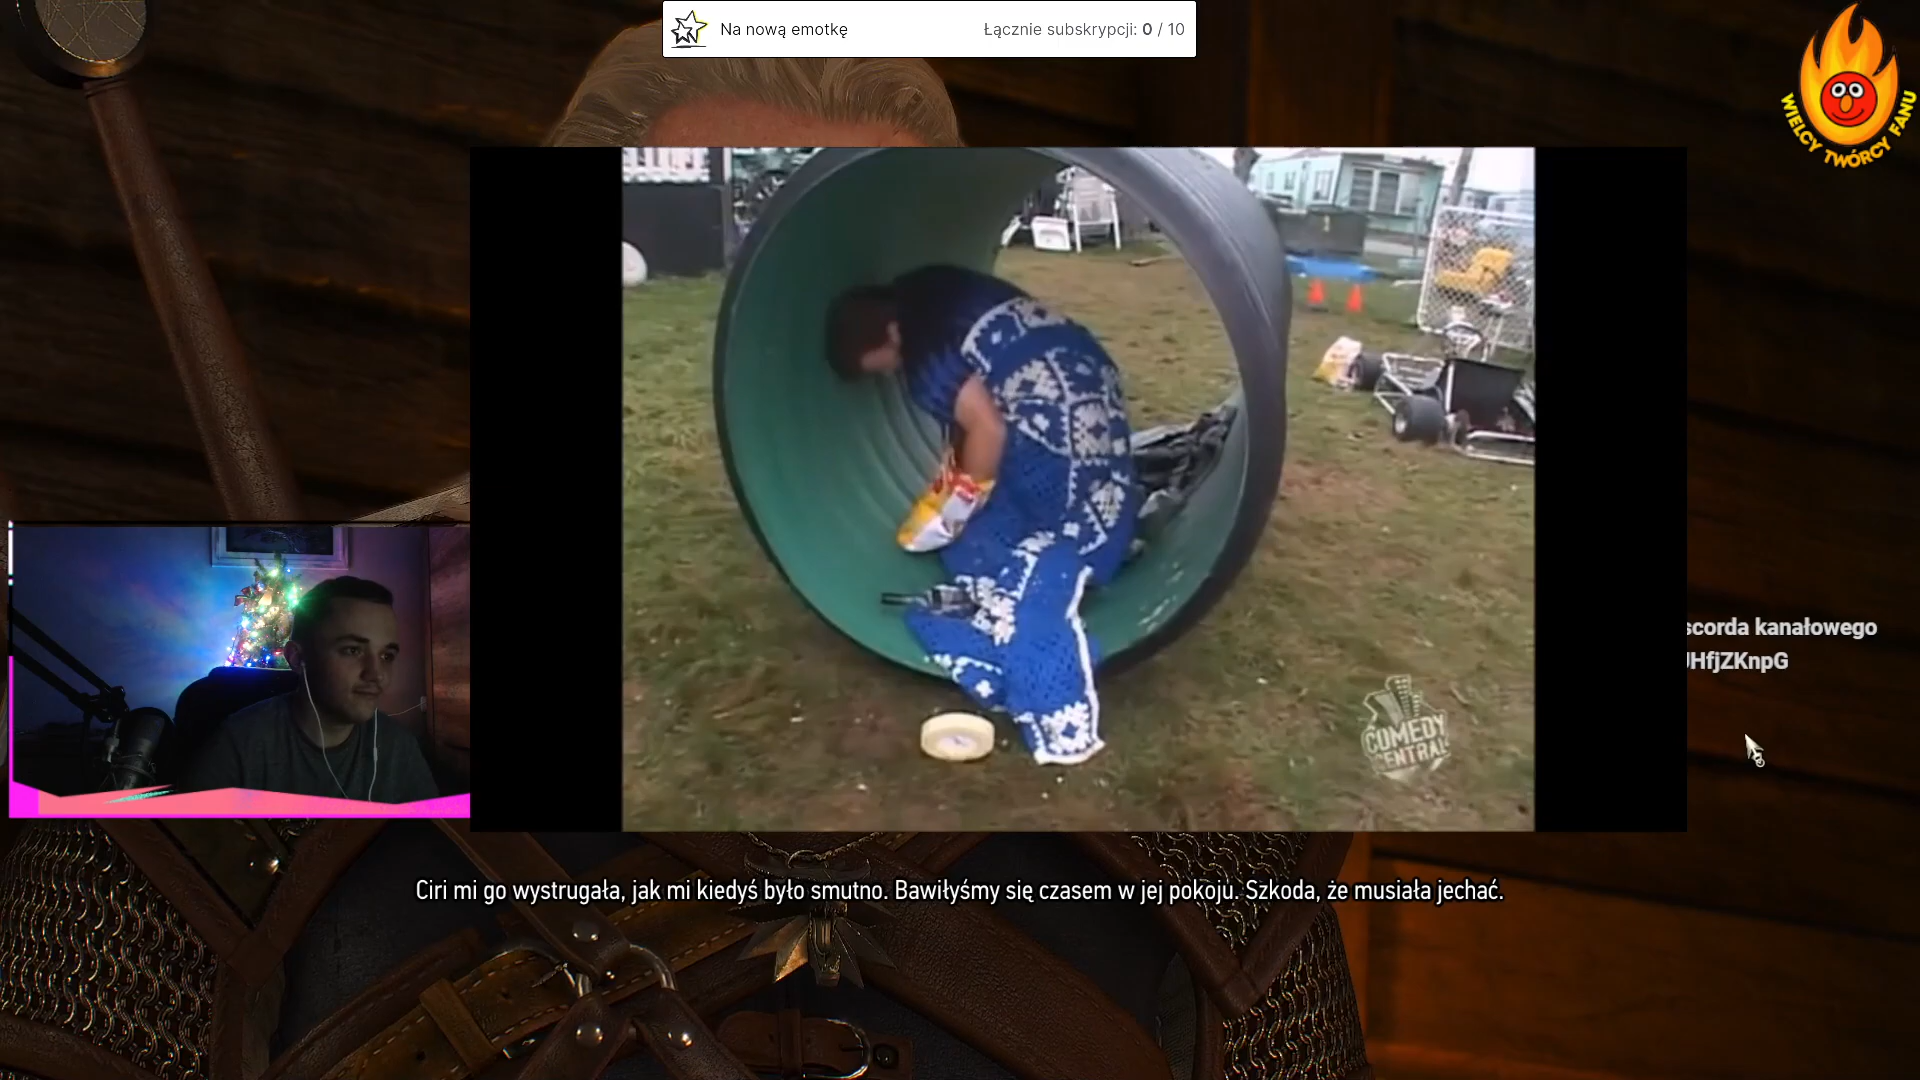 Na nową emotkę
Łącznie subskrypcji: 0 / 10
WIELCY TWÓRCY FANU
scorda kanałowego
HfjZKnpG
COMEDY
CENTRAL
Ciri mi go wystrugała, jak mi kiedyś było smutno. Bawiłyśmy się czasem w jej pokoju. Szkoda, że musiała jechać.